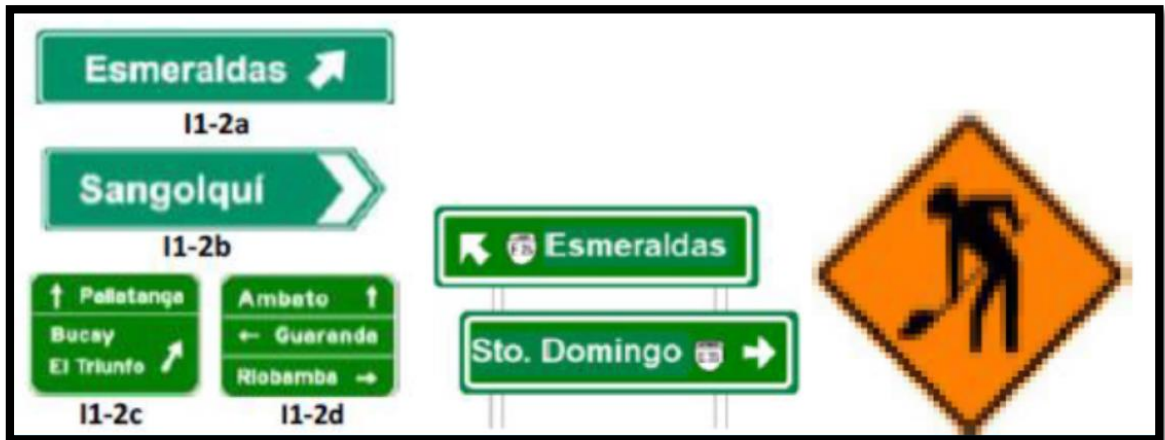 Esmeraldas
I1-2a
Sangolquí
I1-2b
Pallatanga
Bucay
El Triunfo
I1-2c
Ambato
Guaranda
Riobamba
I1-2d
Esmeraldas
Sto. Domingo